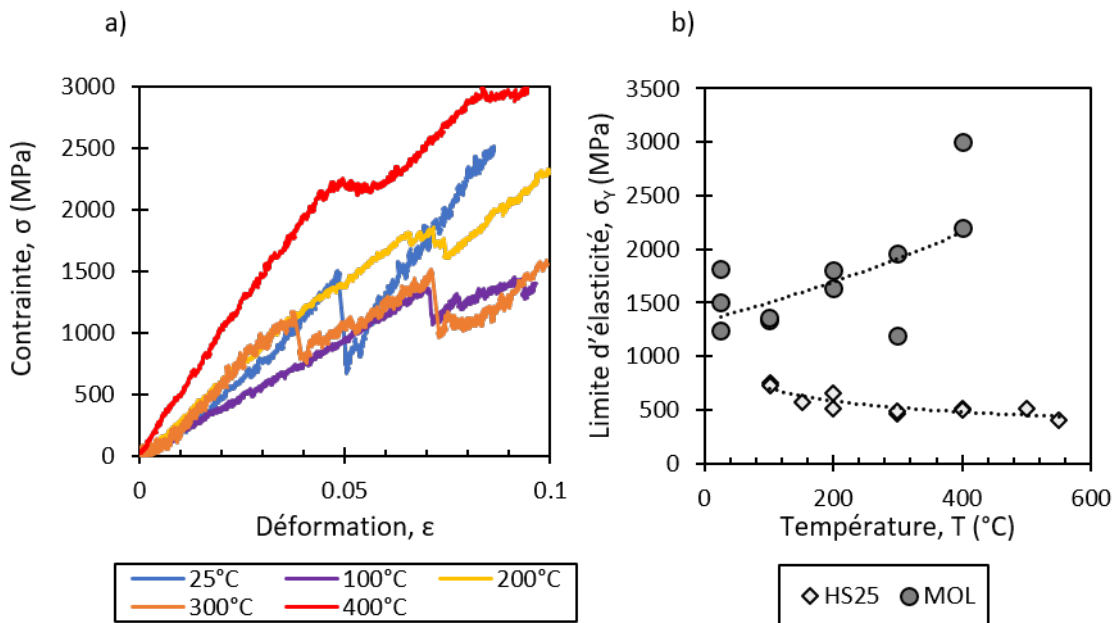 a)
3000
2500
2000
1500
1000
500
0
Contrainte, σ (MPa)
0
0.05
0.1
Déformation, ε
25°C
100°C
200°C
300°C
400°C
b)
3500
3000
2500
2000
1500
1000
500
0
Limite d'élasticité, σY (MPa)
0
200
400
600
Température, T (°C)
HS25
MOL